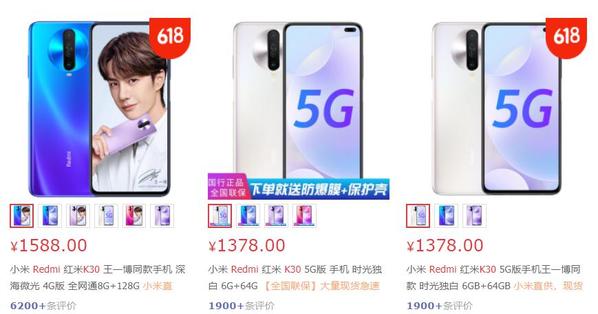 618
618
Redmi
王一博
5G
5G
国行正品
全国联保
下单就送防爆膜+保护壳
¥1588.00
小米 Redmi 红米K30 王一博同款手机 深
海微光 4G版 全网通8G+128G 小米直
6200+条评价
¥1378.00
小米 Redmi 红米 K30 5G版 手机 时光独
白 6G+64G 【全国联保】大量现货急速
1900+条评价
¥1378.00
小米 Redmi 红米K30 5G版手机王一博同
款 时光独白 6GB+64GB 小米直供，现货
1900+条评价